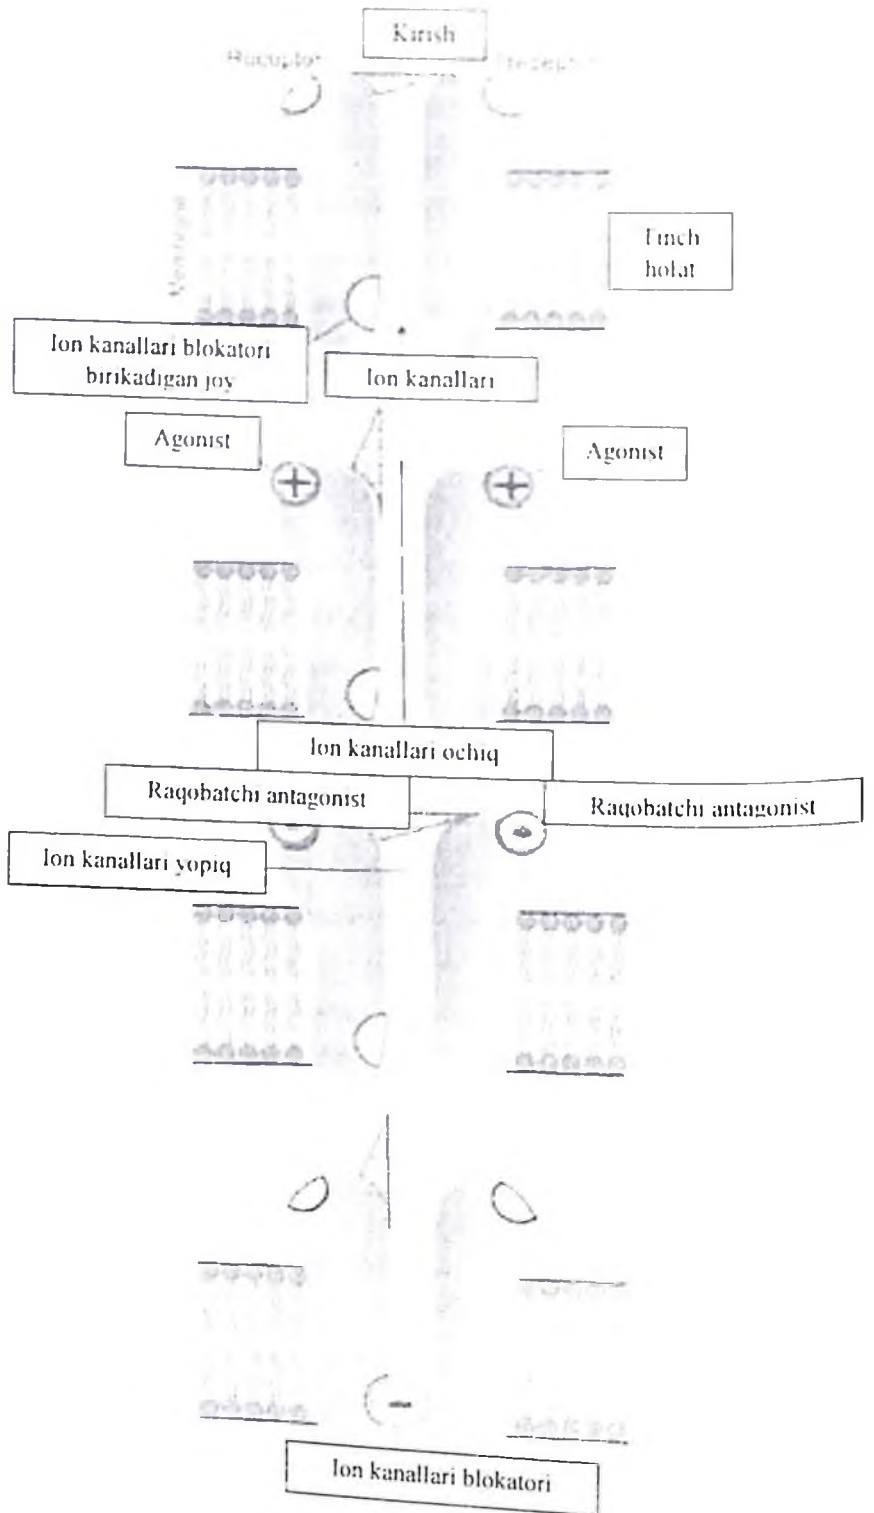 Kirish
Receptor
Tinch
holat
Ion kanallari blokatori
birikadigan joy
Ion kanallari
Agonist
Agonist
Ion kanallari ochiq
Raqobatchi antagonist
Raqobatchi antagonist
Ion kanallari yopiq
Ion kanallari blokatori